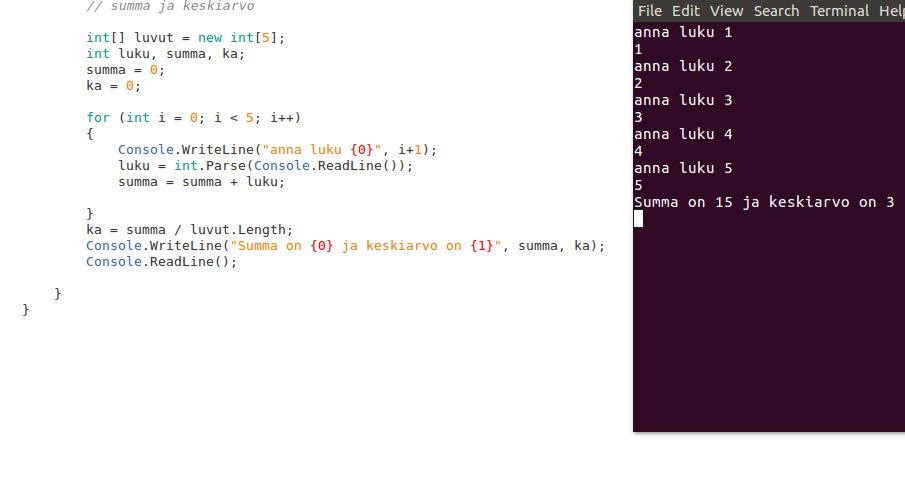 // summa ja keskiarvo
int[] luvut = new int[5];
int luku, summa, ka;
summa = 0;
ka = 0;
for (int i = 0; i < 5; i++)
{
Console.WriteLine("anna luku {0}", i+1);
luku = int.Parse(Console.ReadLine());
summa = summa + luku;
}
ka = summa / luvut.Length;
Console.WriteLine("Summa on {0} ja keskiarvo on {1}", summa, ka);
Console.ReadLine();
}
}
File Edit View Search Terminal Help
anna luku 1
1
anna luku 2
2
anna luku 3
3
anna luku 4
4
anna luku 5
5
Summa on 15 ja keskiarvo on 3